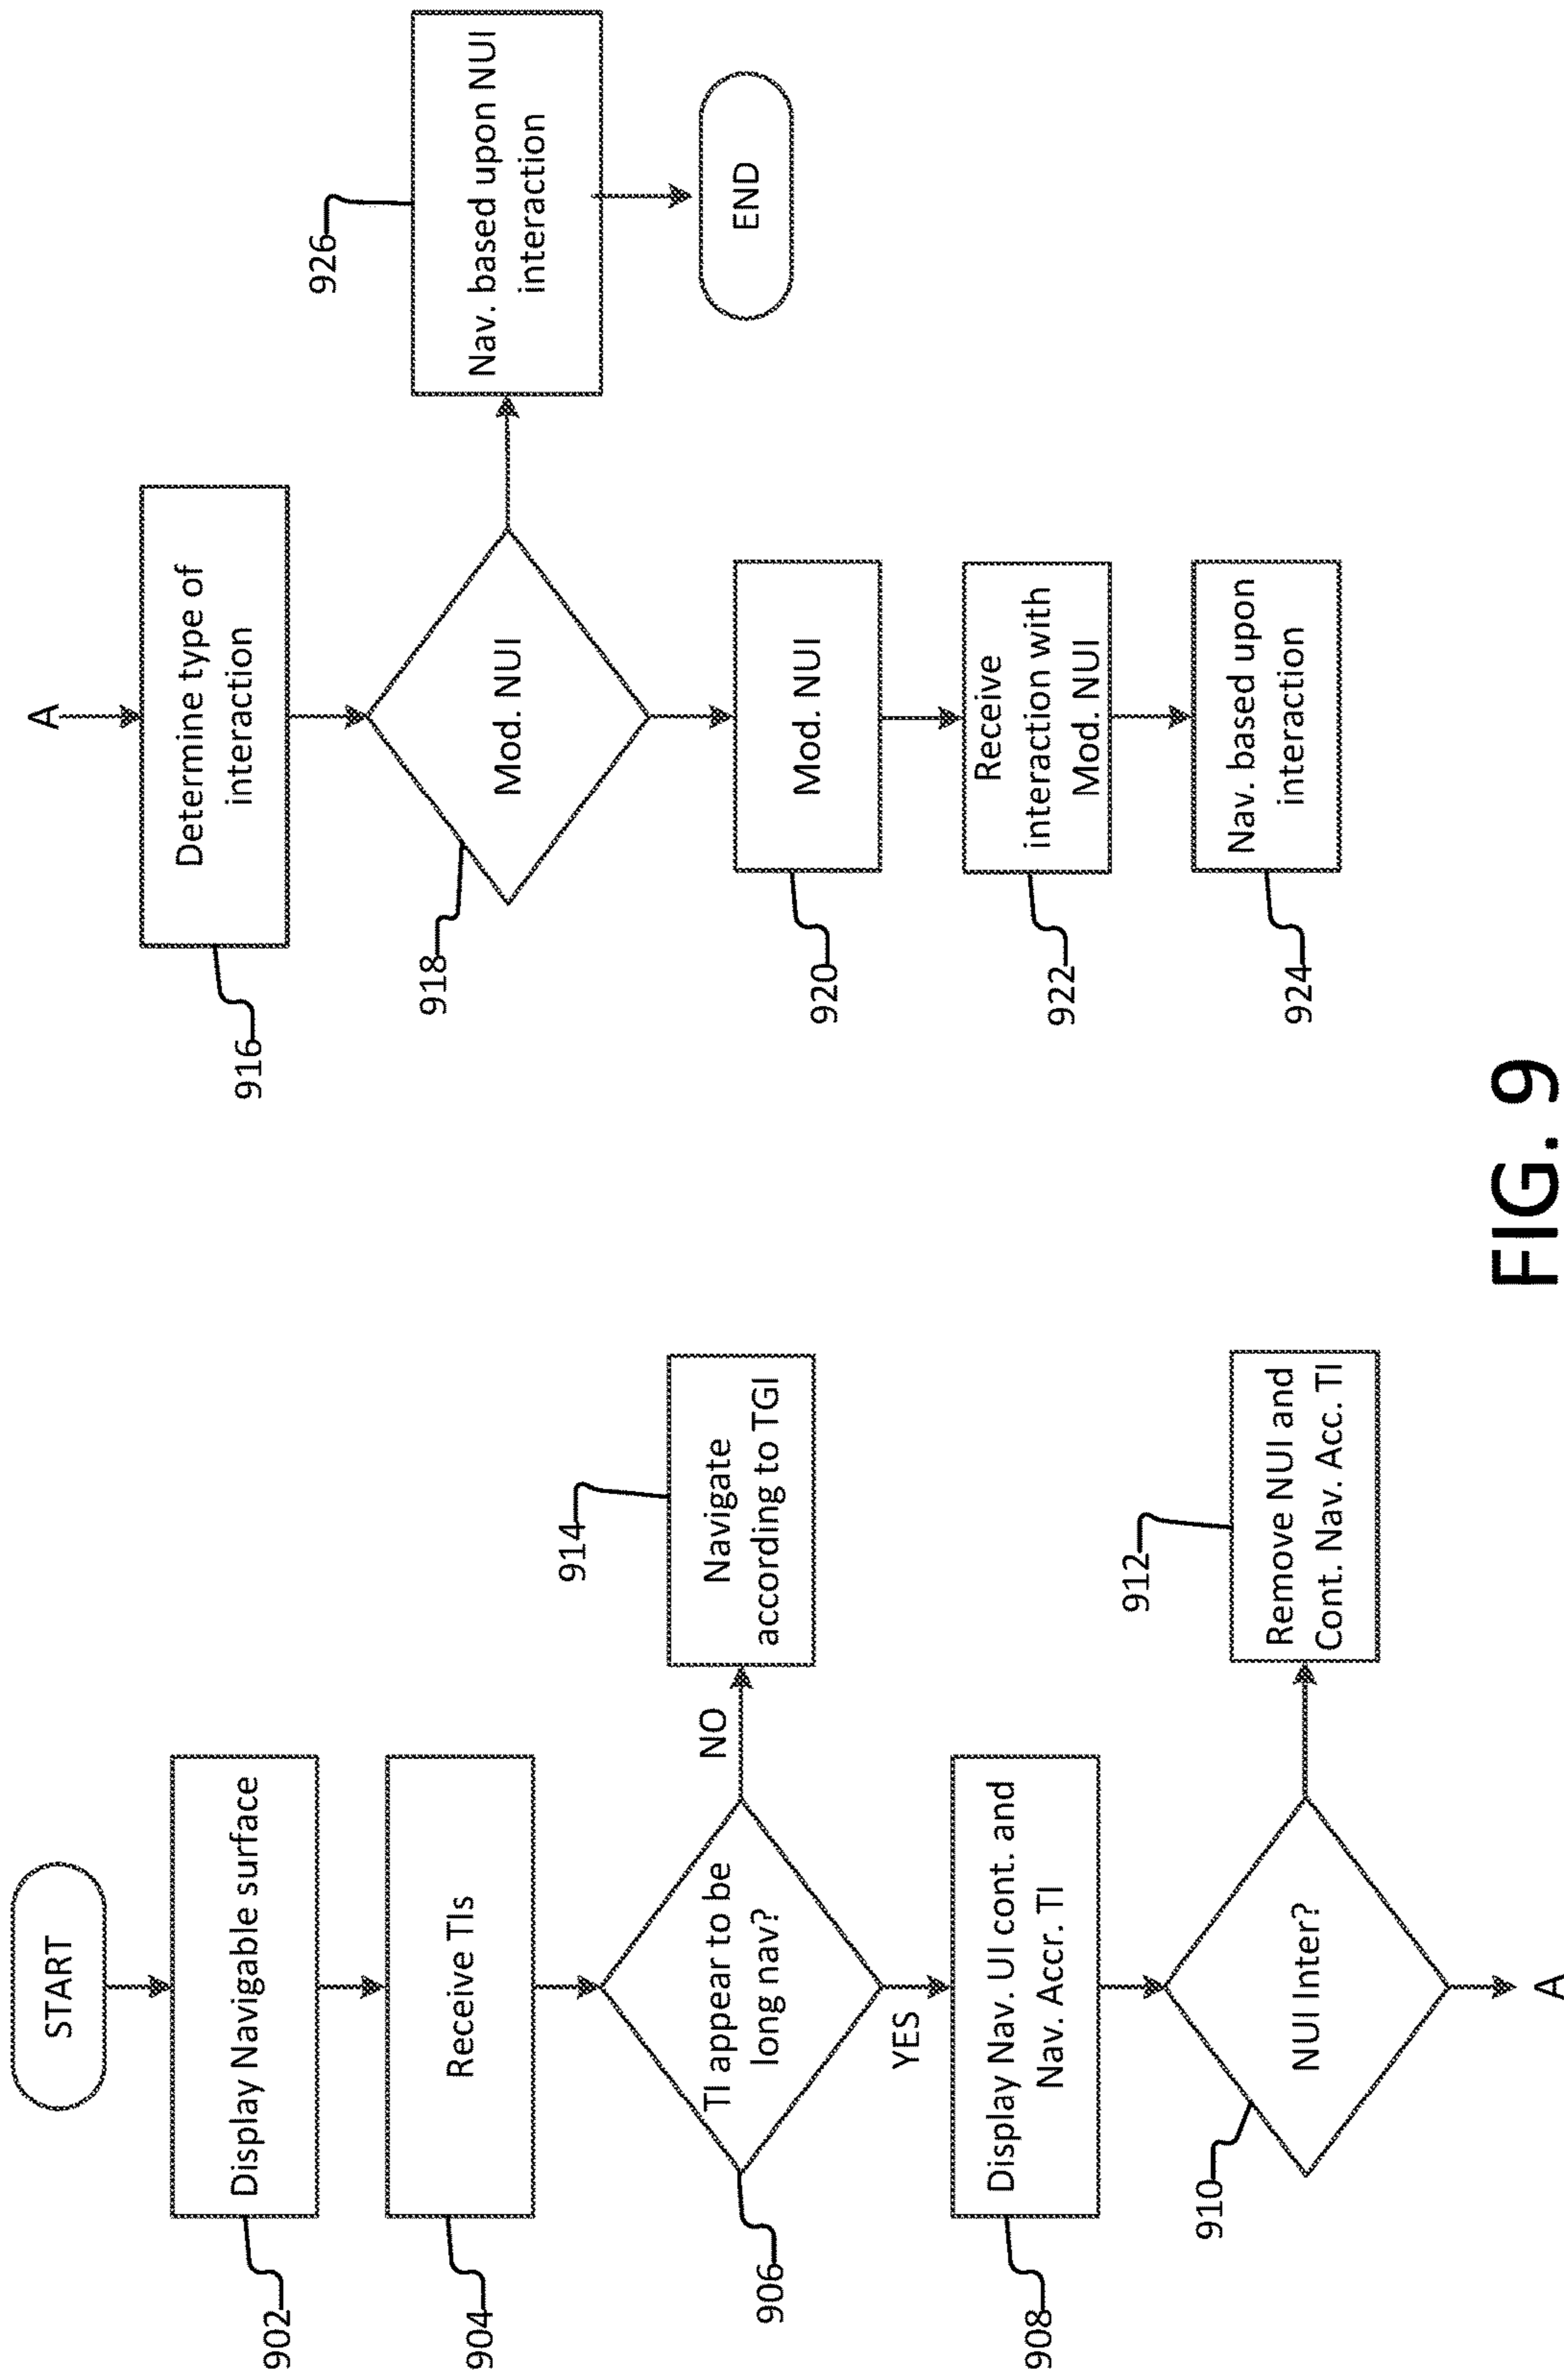 START
902
Display Navigable surface
904
Receive TIs
906
TI appear to be
long nav?
NO
914
Navigate
according to TGI
YES
908
Display Nav. UI cont. and
Nav. Accr. TI
910
NUI Inter?
912
Remove NUI and
Cont. Nav. Acc. TI
A
A
916
Determine type of
interaction
918
Mod. NUI
926
Nav. based upon NUI
interaction
END
920
Mod. NUI
922
Receive
interaction with
Mod. NUI
924
Nav. based upon
interaction
FIG. 9